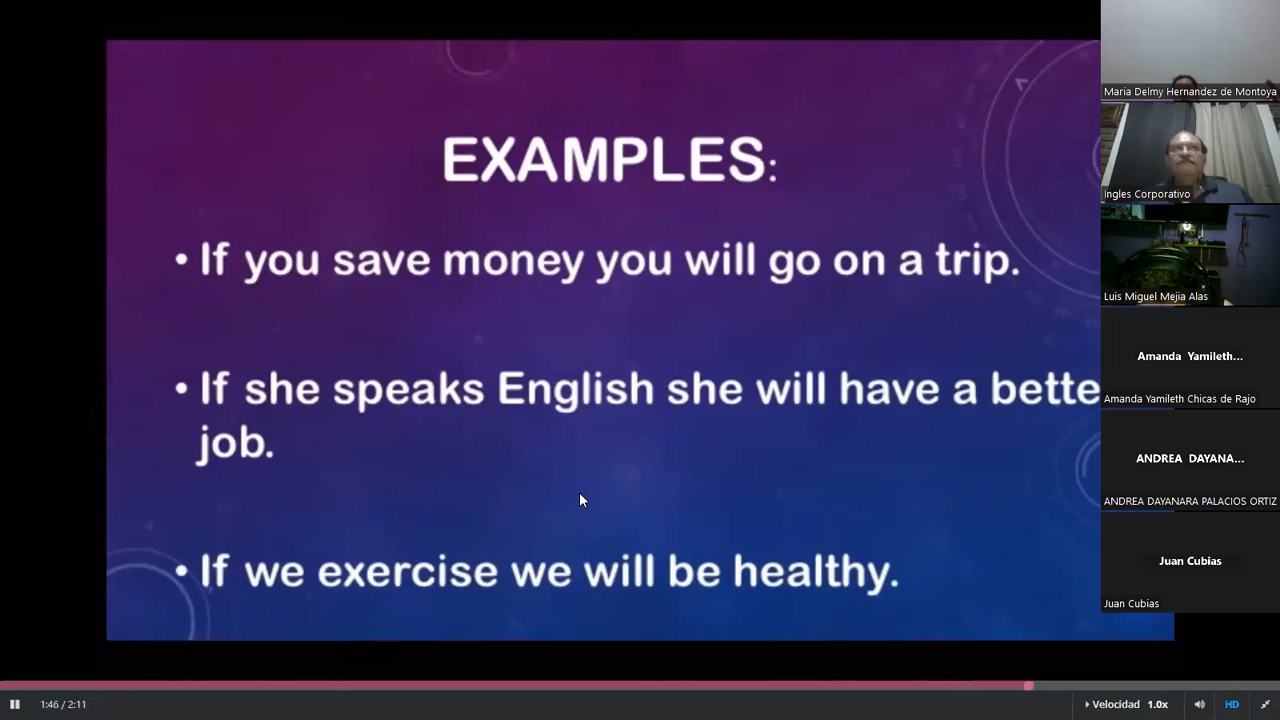 EXAMPLES:
• If you save money you will go on a trip.
• If she speaks English she will have a bette
job.
• If we exercise we will be healthy.
Maria Delmy Hernandez de Montoya
Ingles Corporativo
Luis Miguel Mejia Alas
Amanda Yamileth...
Amanda Yamileth Chicas de Rajo
ANDREA DAYANA...
ANDREA DAYANARA PALACIOS ORTIZ
Juan Cubias
Juan Cubias
1:46 / 2:11
Velocidad 1.0x
HD